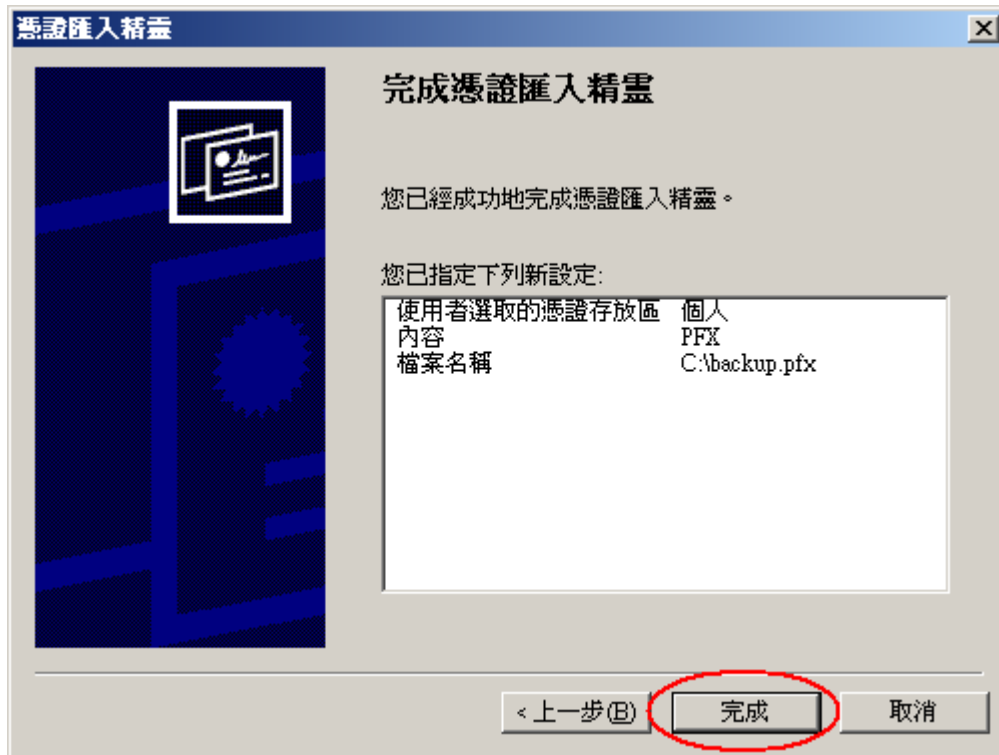 憑證匯入精靈
完成憑證匯入精靈
您已經成功地完成憑證匯入精靈。
您已指定下列新設定:
使用者選取的憑證存放區 個人
內容 PFX
檔案名稱 C:\backup.pfx
<上一步(B) 完成 取消